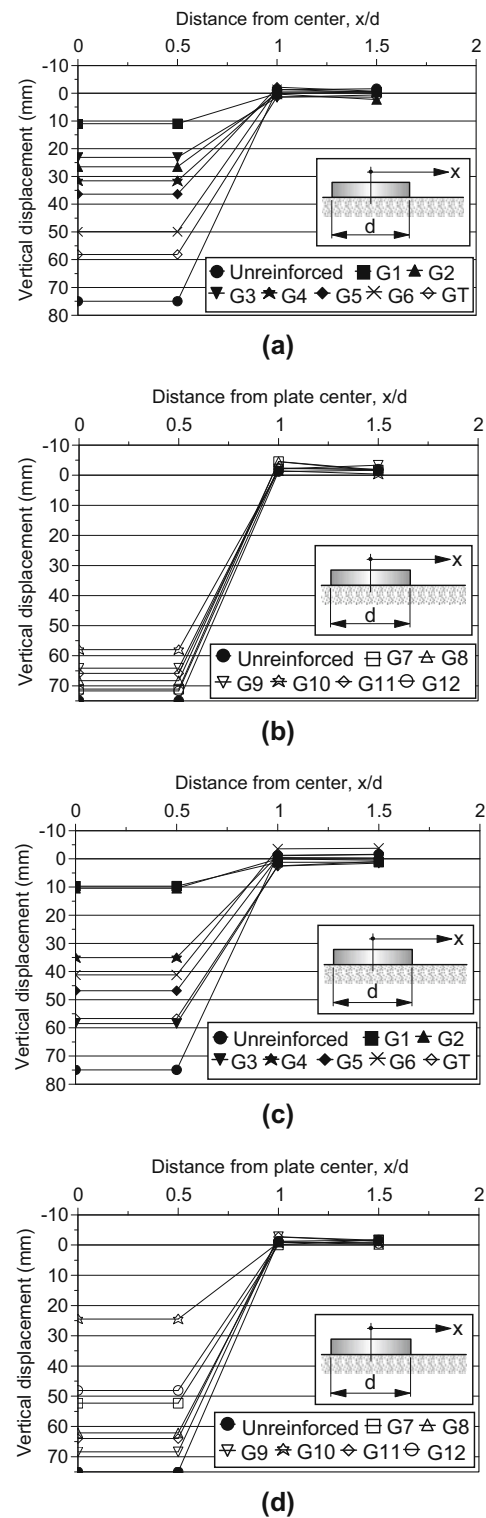 Distance from center, x/d
0 0.5 1 1.5 2
Vertical displacement (mm)
-10
0
10
20
30
40
50
60
70
80
x
d
Unreinforced G1 G2
G3 G4 G5 G6 GT
(a)
Distance from plate center, x/d
0 0.5 1 1.5 2
Vertical displacement (mm)
-10
0
10
20
30
40
50
60
70
x
d
Unreinforced G7 G8
G9 G10 G11 G12
(b)
Distance from center, x/d
0 0.5 1 1.5 2
Vertical displacement (mm)
-10
0
10
20
30
40
50
60
70
80
x
d
Unreinforced G1 G2
G3 G4 G5 G6 GT
(c)
Distance from plate center, x/d
0 0.5 1 1.5 2
Vertical displacement (mm)
-10
0
10
20
30
40
50
60
70
x
d
Unreinforced G7 G8
G9 G10 G11 G12
(d)